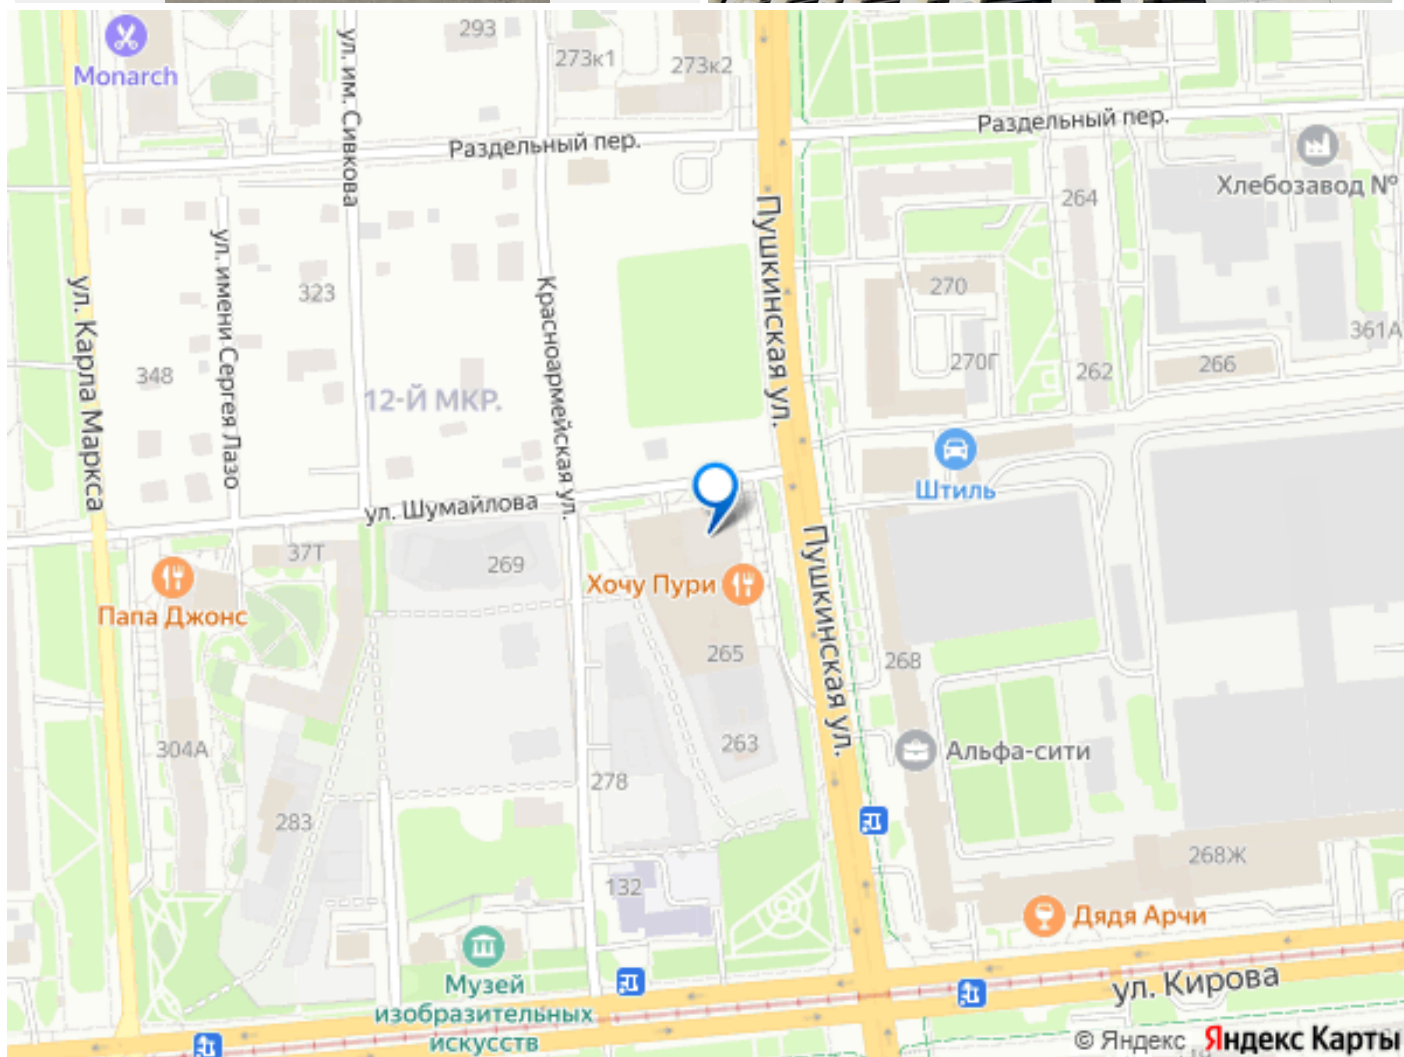 293
273к1
273к2
Monarch
ул. им. Сивкова
Раздельный пер.
Раздельный пер.
Хлебозавод №
264
Пушкинская ул.
ул. имени Сергея Лазо
323
270
ул. Карла Маркса
Красноармейская ул.
361А
348
270Г
262
266
12-Й МКР.
Штиль
ул. Шумайлова
37Т
269
Хочу Пури
Папа Джонс
Пушкинская ул.
265
268
304А
263
Альфа-сити
278
283
268Ж
132
Дядя Арчи
Музей
изобразительных
искусств
ул. Кирова
© Яндекс Яндекс Карты